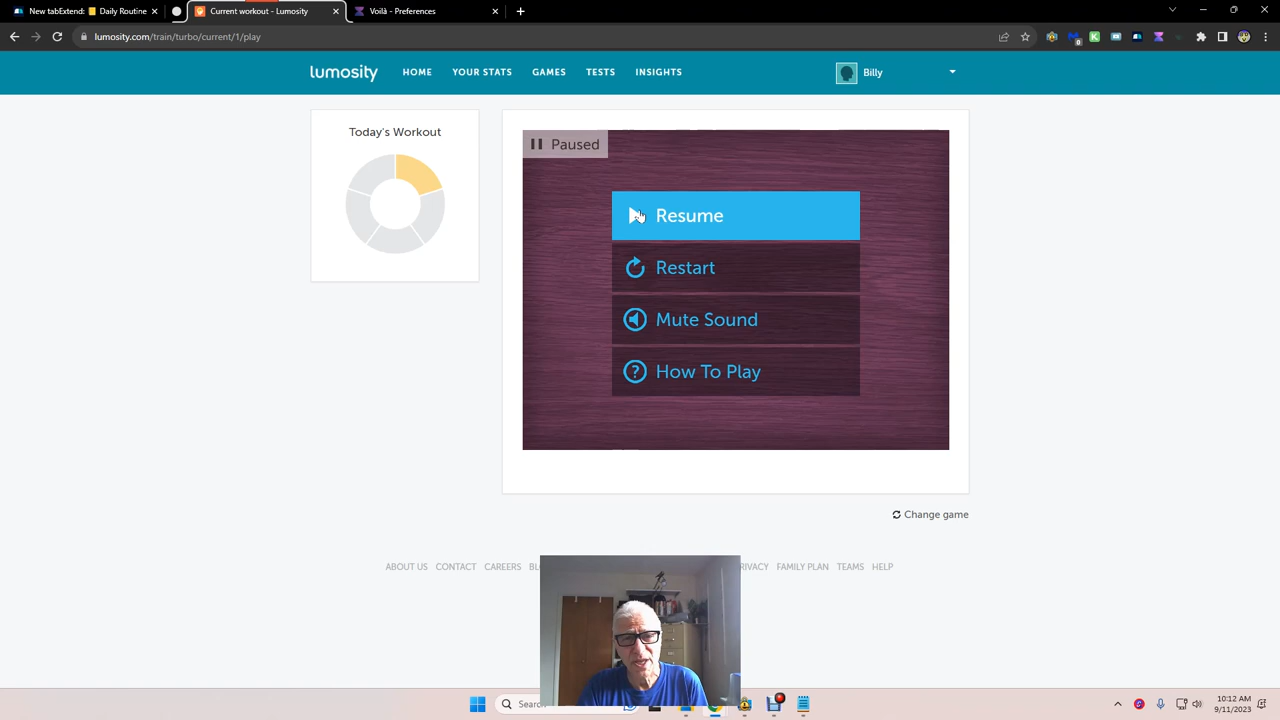 New tabExtend: Daily Routine
Current workout - Lumosity
Voilà - Preferences
lumosity.com/train/turbo/current/1/play
lumosity
HOME
YOUR STATS
GAMES
TESTS
INSIGHTS
Billy
Today's Workout
Paused
Resume
Restart
Mute Sound
How To Play
Change game
ABOUT US CONTACT CAREERS
FAMILY PLAN TEAMS HELP
10:12 AM
9/11/2023